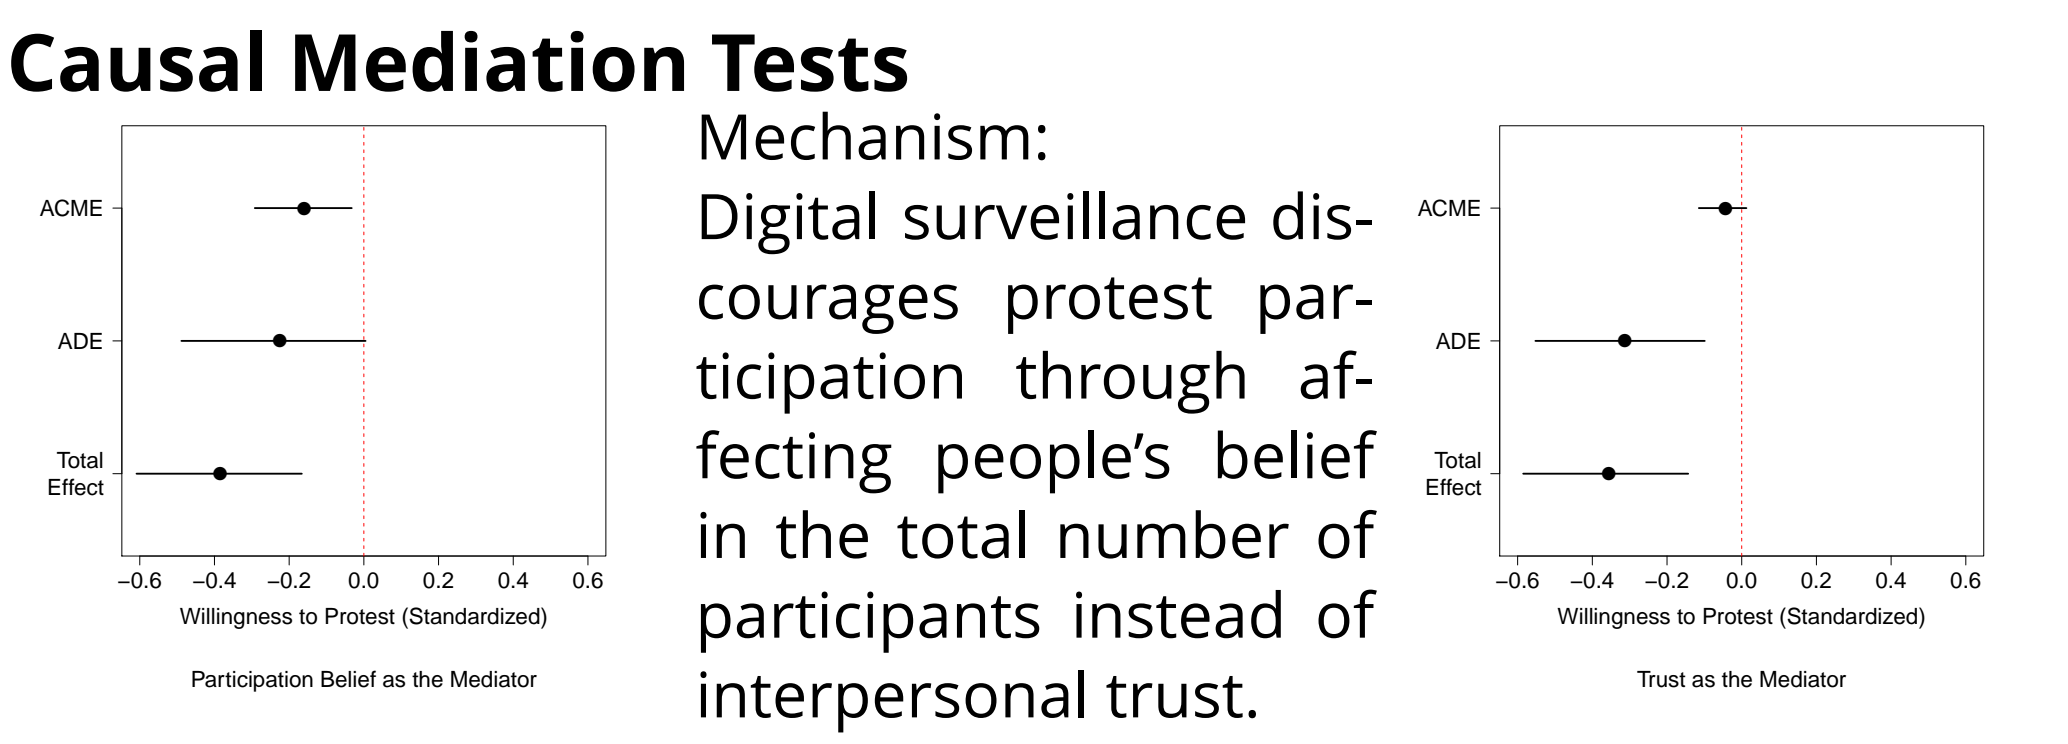 Causal Mediation Tests
ACME
ADE
Total
Effect
−0.6 −0.4 −0.2 0.0 0.2 0.4 0.6
Willingness to Protest (Standardized)
Participation Belief as the Mediator
Mechanism:
Digital surveillance dis-
courages protest par-
ticipation through af-
fecting people’s belief
in the total number of
participants instead of
interpersonal trust.
ACME
ADE
Total
Effect
−0.6 −0.4 −0.2 0.0 0.2 0.4 0.6
Willingness to Protest (Standardized)
Trust as the Mediator